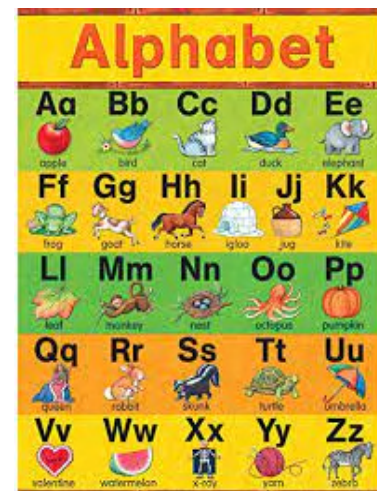 Alphabet
Aa Bb Cc Dd Ee
apple bird cat duck elephant
Ff Gg Hh Ii Jj Kk
frog goat horse igloo jug kite
Ll Mm Nn Oo Pp
leaf monkey nest octopus pumpkin
Qq Rr Ss Tt Uu
queen rabbit skunk turtle umbrella
Vv Ww Xx Yy Zz
valentine watermelon x-ray yarn zebra